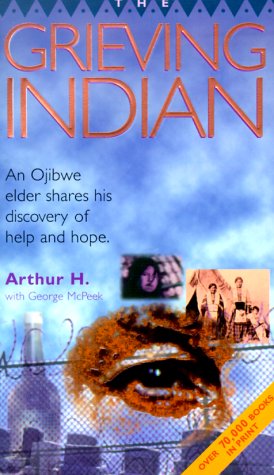 THE
GRIEVING
INDIAN
An Ojibwe
elder shares his
discovery of
help and hope.
Arthur H.
with George McPeek
OVER 70,000 BOOKS
IN PRINT